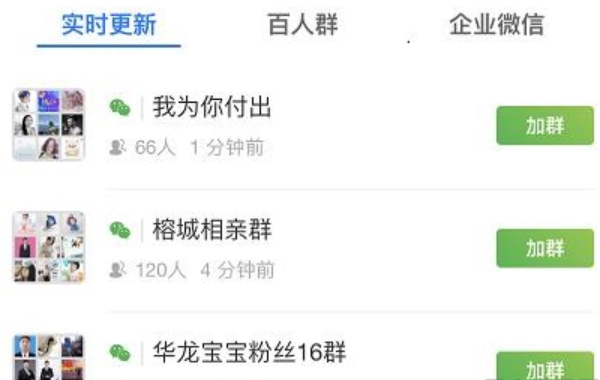 实时更新 百人群 企业微信
我为你付出
66人 1 分钟前
加群
榕城相亲群
120人 4 分钟前
加群
华龙宝宝粉丝16群
加群